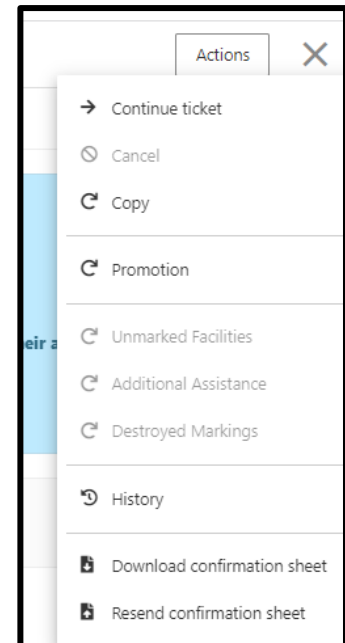 Actions
Continue ticket
Cancel
Copy
Promotion
Unmarked Facilities
eir a
Additional Assistance
Destroyed Markings
History
Download confirmation sheet
Resend confirmation sheet